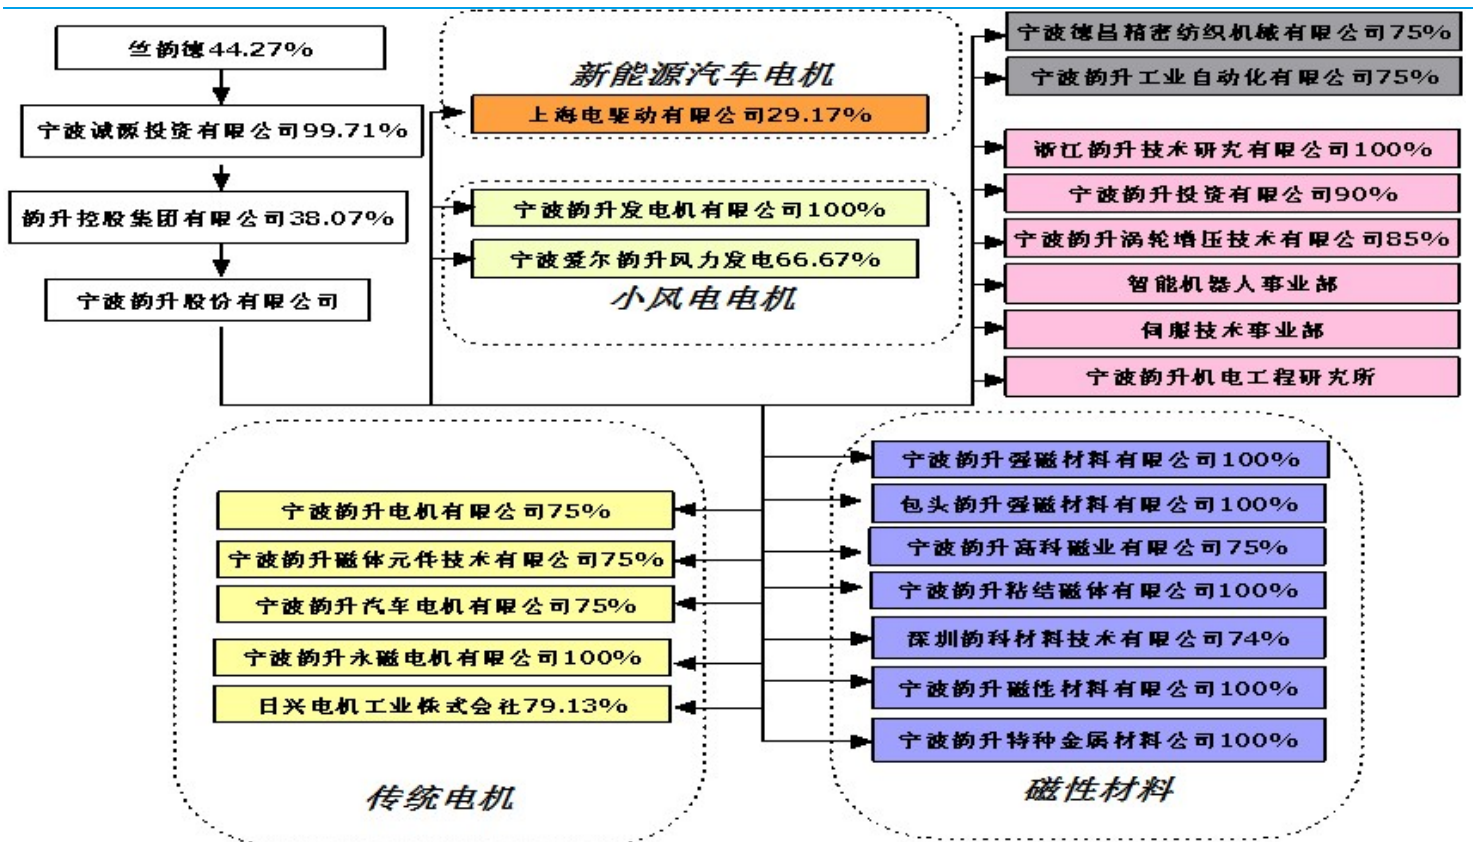 竺韵德44.27%
宁波诚源投资有限公司99.71%
韵升控股集团有限公司38.07%
宁波韵升股份有限公司
新能源汽车电机
上海电驱动有限公司29.17%
宁波韵升发电机有限公司100%
宁波爱尔韵升风力发电66.67%
小风电电机
宁波德昌精密纺织机械有限公司75%
宁波韵升工业自动化有限公司75%
浙江韵升技术研究有限公司100%
宁波韵升投资有限公司90%
宁波韵升涡轮增压技术有限公司85%
智能机器人事业部
伺服技术事业部
宁波韵升机电工程研究所
宁波韵升电机有限公司75%
宁波韵升磁体元件技术有限公司75%
宁波韵升汽车电机有限公司75%
宁波韵升永磁电机有限公司100%
日兴电机工业株式会社79.13%
传统电机
宁波韵升强磁材料有限公司100%
包头韵升强磁材料有限公司100%
宁波韵升高科磁业有限公司75%
宁波韵升粘结磁体有限公司100%
深圳韵科材料技术有限公司74%
宁波韵升磁性材料有限公司100%
宁波韵升特种金属材料公司100%
磁性材料